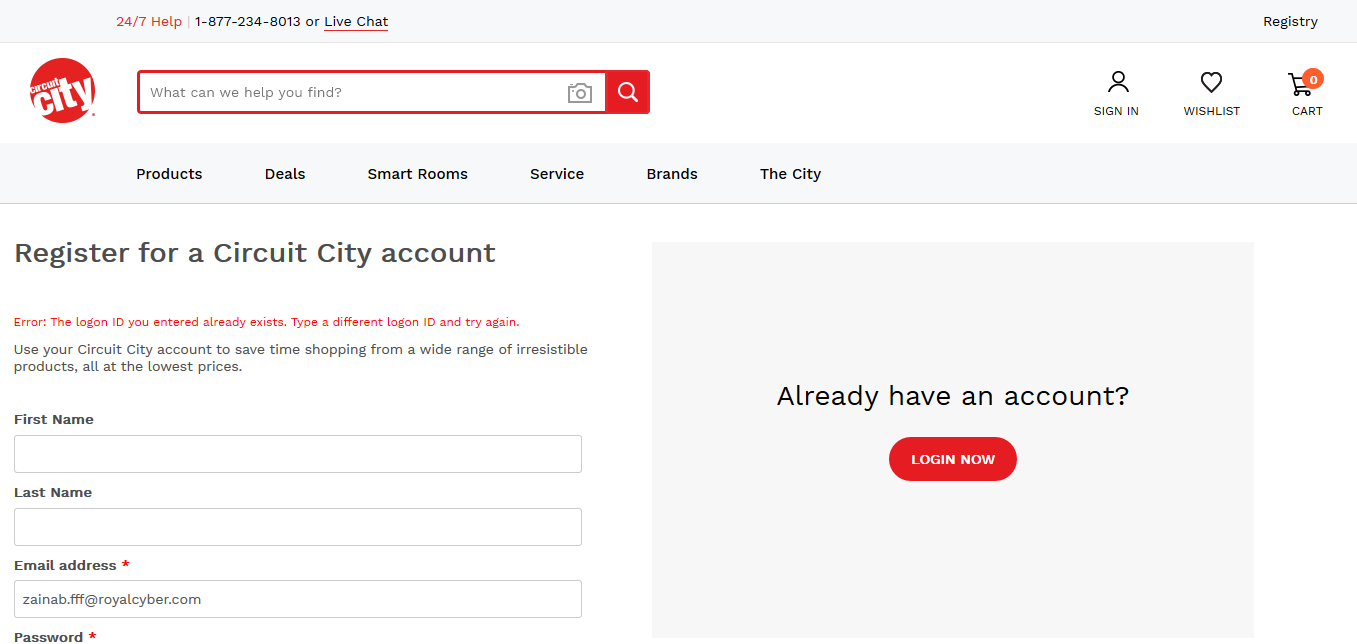 24/7 Help | 1-877-234-8013 or Live Chat
Registry
circuit
city
What can we help you find?
SIGN IN
WISHLIST
0
CART
Products
Deals
Smart Rooms
Service
Brands
The City
Register for a Circuit City account
Error: The logon ID you entered already exists. Type a different logon ID and try again.
Use your Circuit City account to save time shopping from a wide range of irresistible
products, all at the lowest prices.
First Name
Last Name
Email address *
zainab.fff@royalcyber.com
Password *
Already have an account?
LOGIN NOW